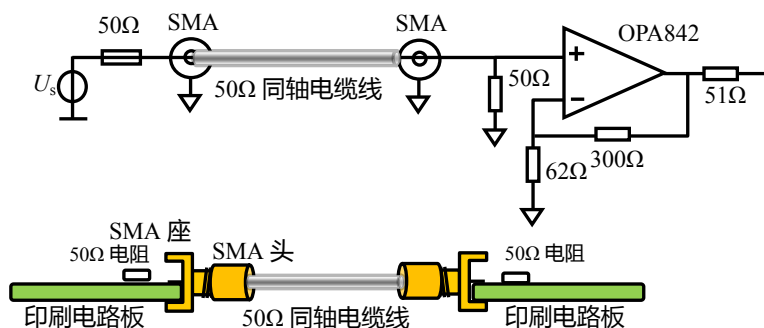 SMA
SMA
OPA842
50Ω
50Ω
51Ω
Us
50Ω 同轴电缆线
+
−
62Ω
300Ω
SMA 座
SMA 头
50Ω 电阻
50Ω 电阻
印刷电路板
50Ω 同轴电缆线
印刷电路板